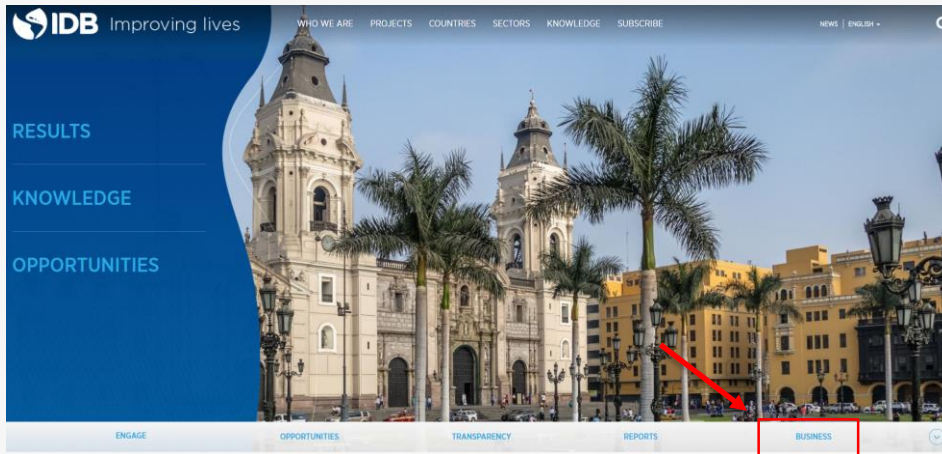 IDB Improving lives
WHO WE ARE PROJECTS COUNTRIES SECTORS KNOWLEDGE SUBSCRIBE
NEWS | ENGLISH
RESULTS
KNOWLEDGE
OPPORTUNITIES
ENGAGE OPPORTUNITIES TRANSPARENCY REPORTS BUSINESS